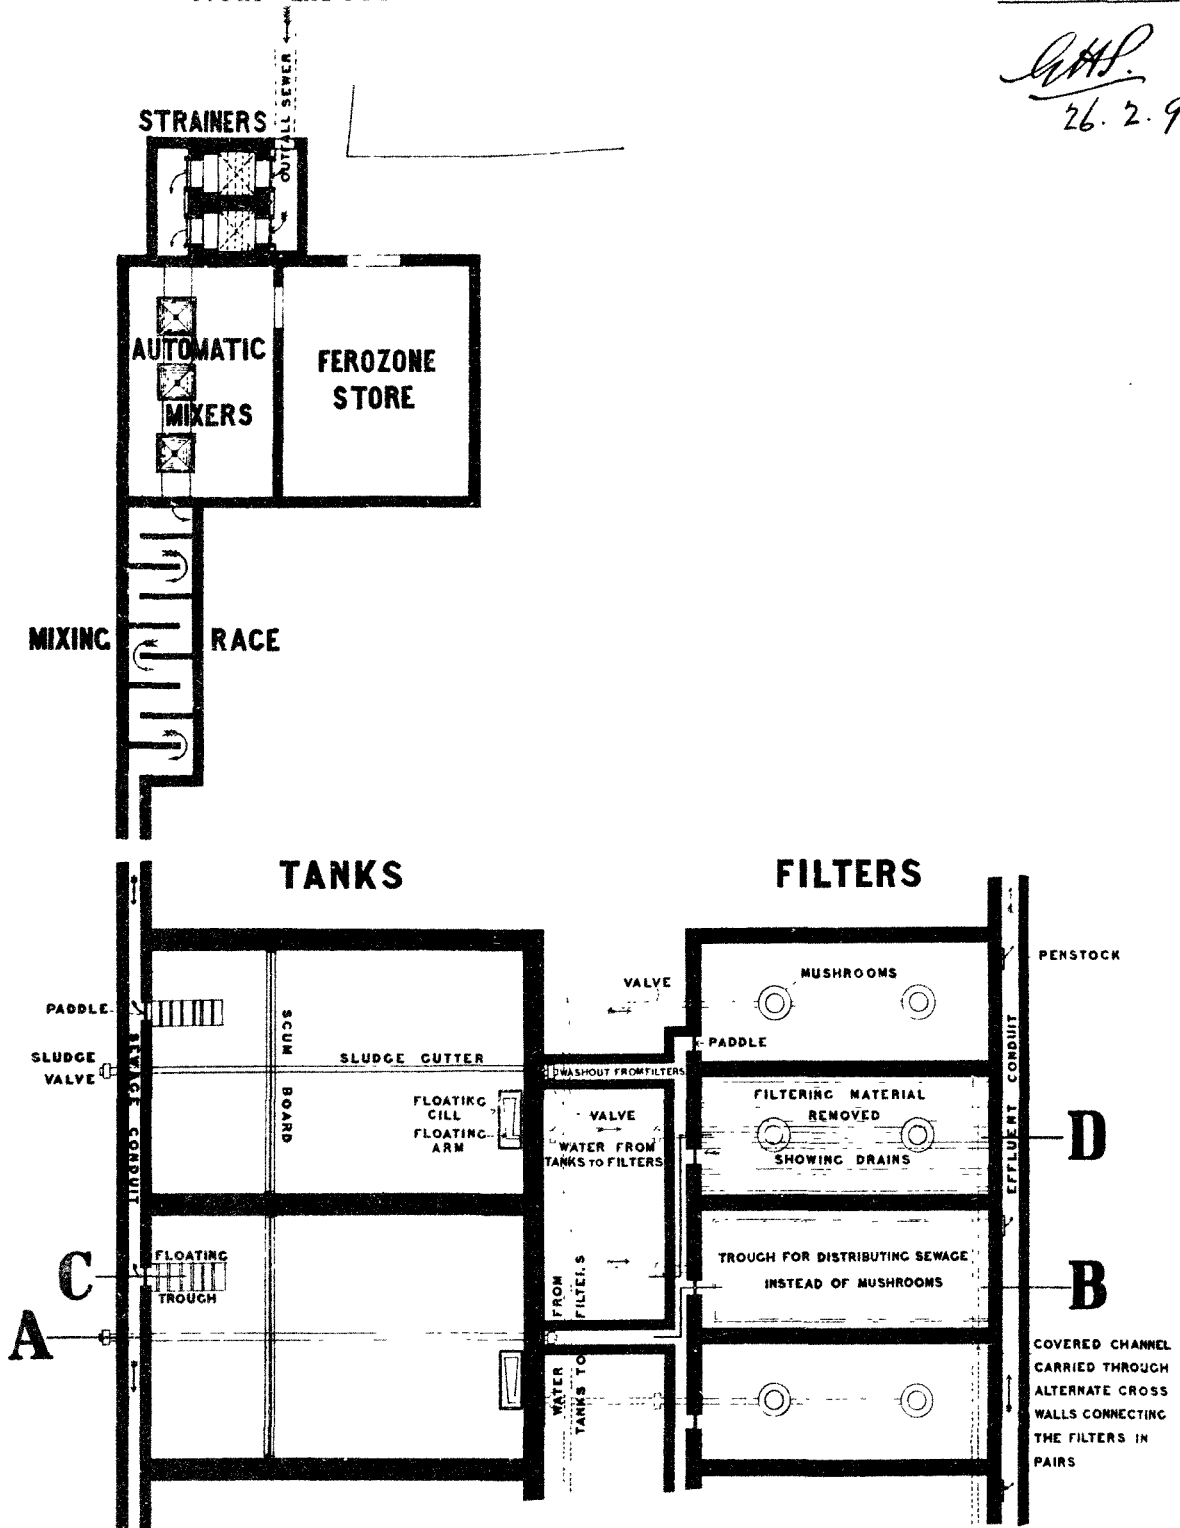 GHS.
26. 2. 9
OUTFALL SEWER
STRAINERS
AUTOMATIC
MIXERS
FEROZONE
STORE
MIXING RACE
TANKS
FILTERS
PENSTOCK
MUSHROOMS
VALVE
PADDLE
SLUDGE
VALVE
SEWAGE CONDUIT
SCUM BOARD
SLUDGE CUTTER
PADDLE
WASHOUT FROM FILTERS
FLOATING
CILL
FLOATING
ARM
VALVE
WATER FROM
TANKS TO FILTERS
FILTERING MATERIAL
REMOVED
SHOWING DRAINS
EFFLUENT CONDUIT
D
C
FLOATING
TROUGH
A
WATER FROM
TANKS TO FILTERS
TROUGH FOR DISTRIBUTING SEWAGE
INSTEAD OF MUSHROOMS
B
COVERED CHANNEL
CARRIED THROUGH
ALTERNATE CROSS
WALLS CONNECTING
THE FILTERS IN
PAIRS